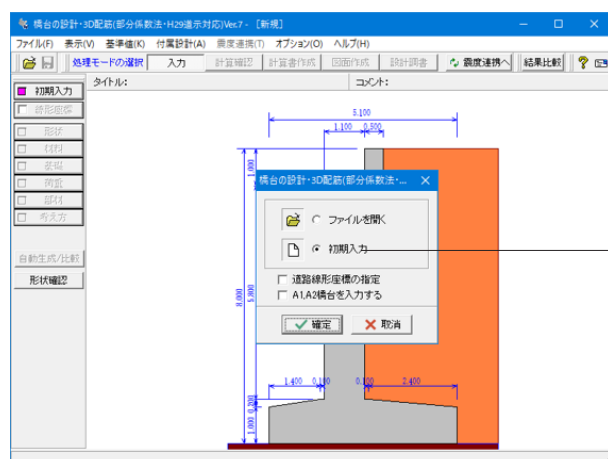 橋台の設計・3D配筋(部分係数法・H29道示対応)Ver.7 - [新規]
ファイル(F) 表示(V) 基準値(K) 付属設計(A) 震度連携(T) オプション(O) ヘルプ(H)
処理モードの選択 入力 計算確認 計算書作成 図面作成 設計調書 震度連携へ 結果比較
初期入力 タイトル: コメント:
線形座標
形状
材料
基礎
荷重
部材
考え方
自動生成/比較
形状確認
5.100
1.100 0.500
1.000
8.000
5.800
橋台の設計・3D配筋(部分係数法・...
ファイルを開く
初期入力
道路線形座標の指定
A1,A2橋台を入力する
確定 取消
1.400 0.100 0.100 2.400
0.200
1.000